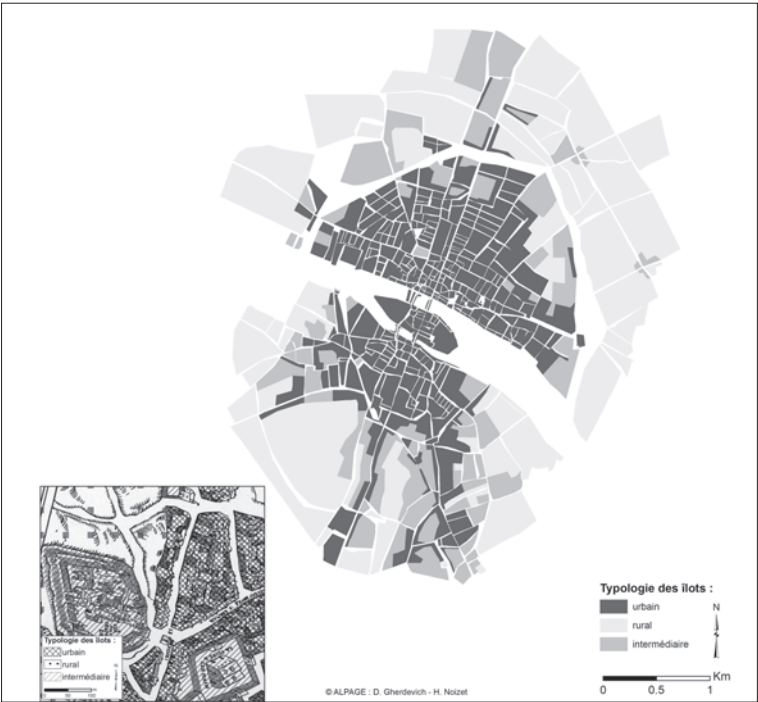 Typologie des îlots :
urbain
rural
intermédiaire
Typologie des îlots :
urbain
rural
intermédiaire
N
Km
0 0.5 1
© ALPAGE : D. Gherdevich - H. Noizet